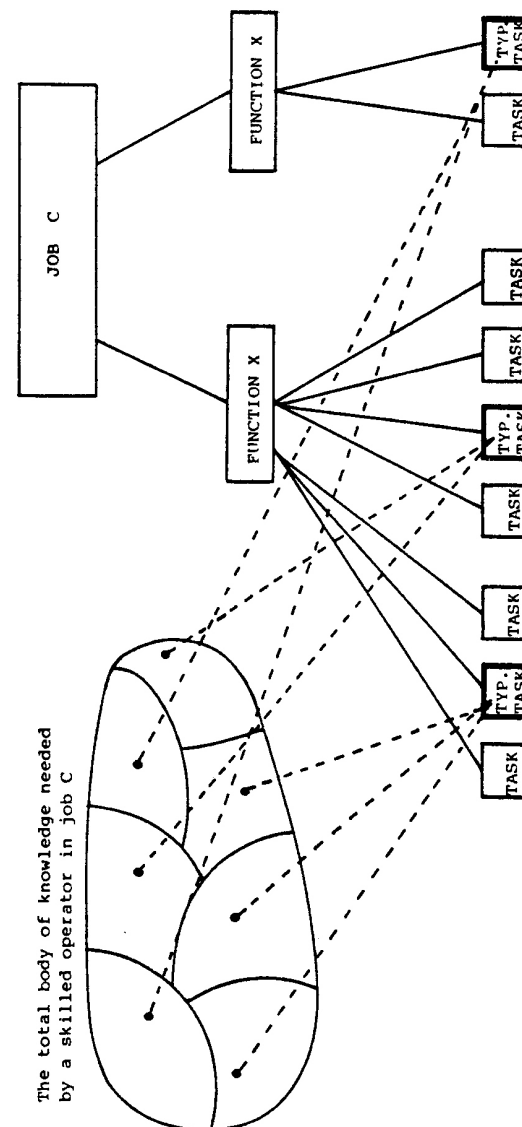 The total body of knowledge needed
by a skilled operator in job C
JOB C
FUNCTION X
FUNCTION X
TASK
TYP.
TASK
TASK
TASK
TYP.
TASK
TASK
TASK
TASK
TYP.
TASK